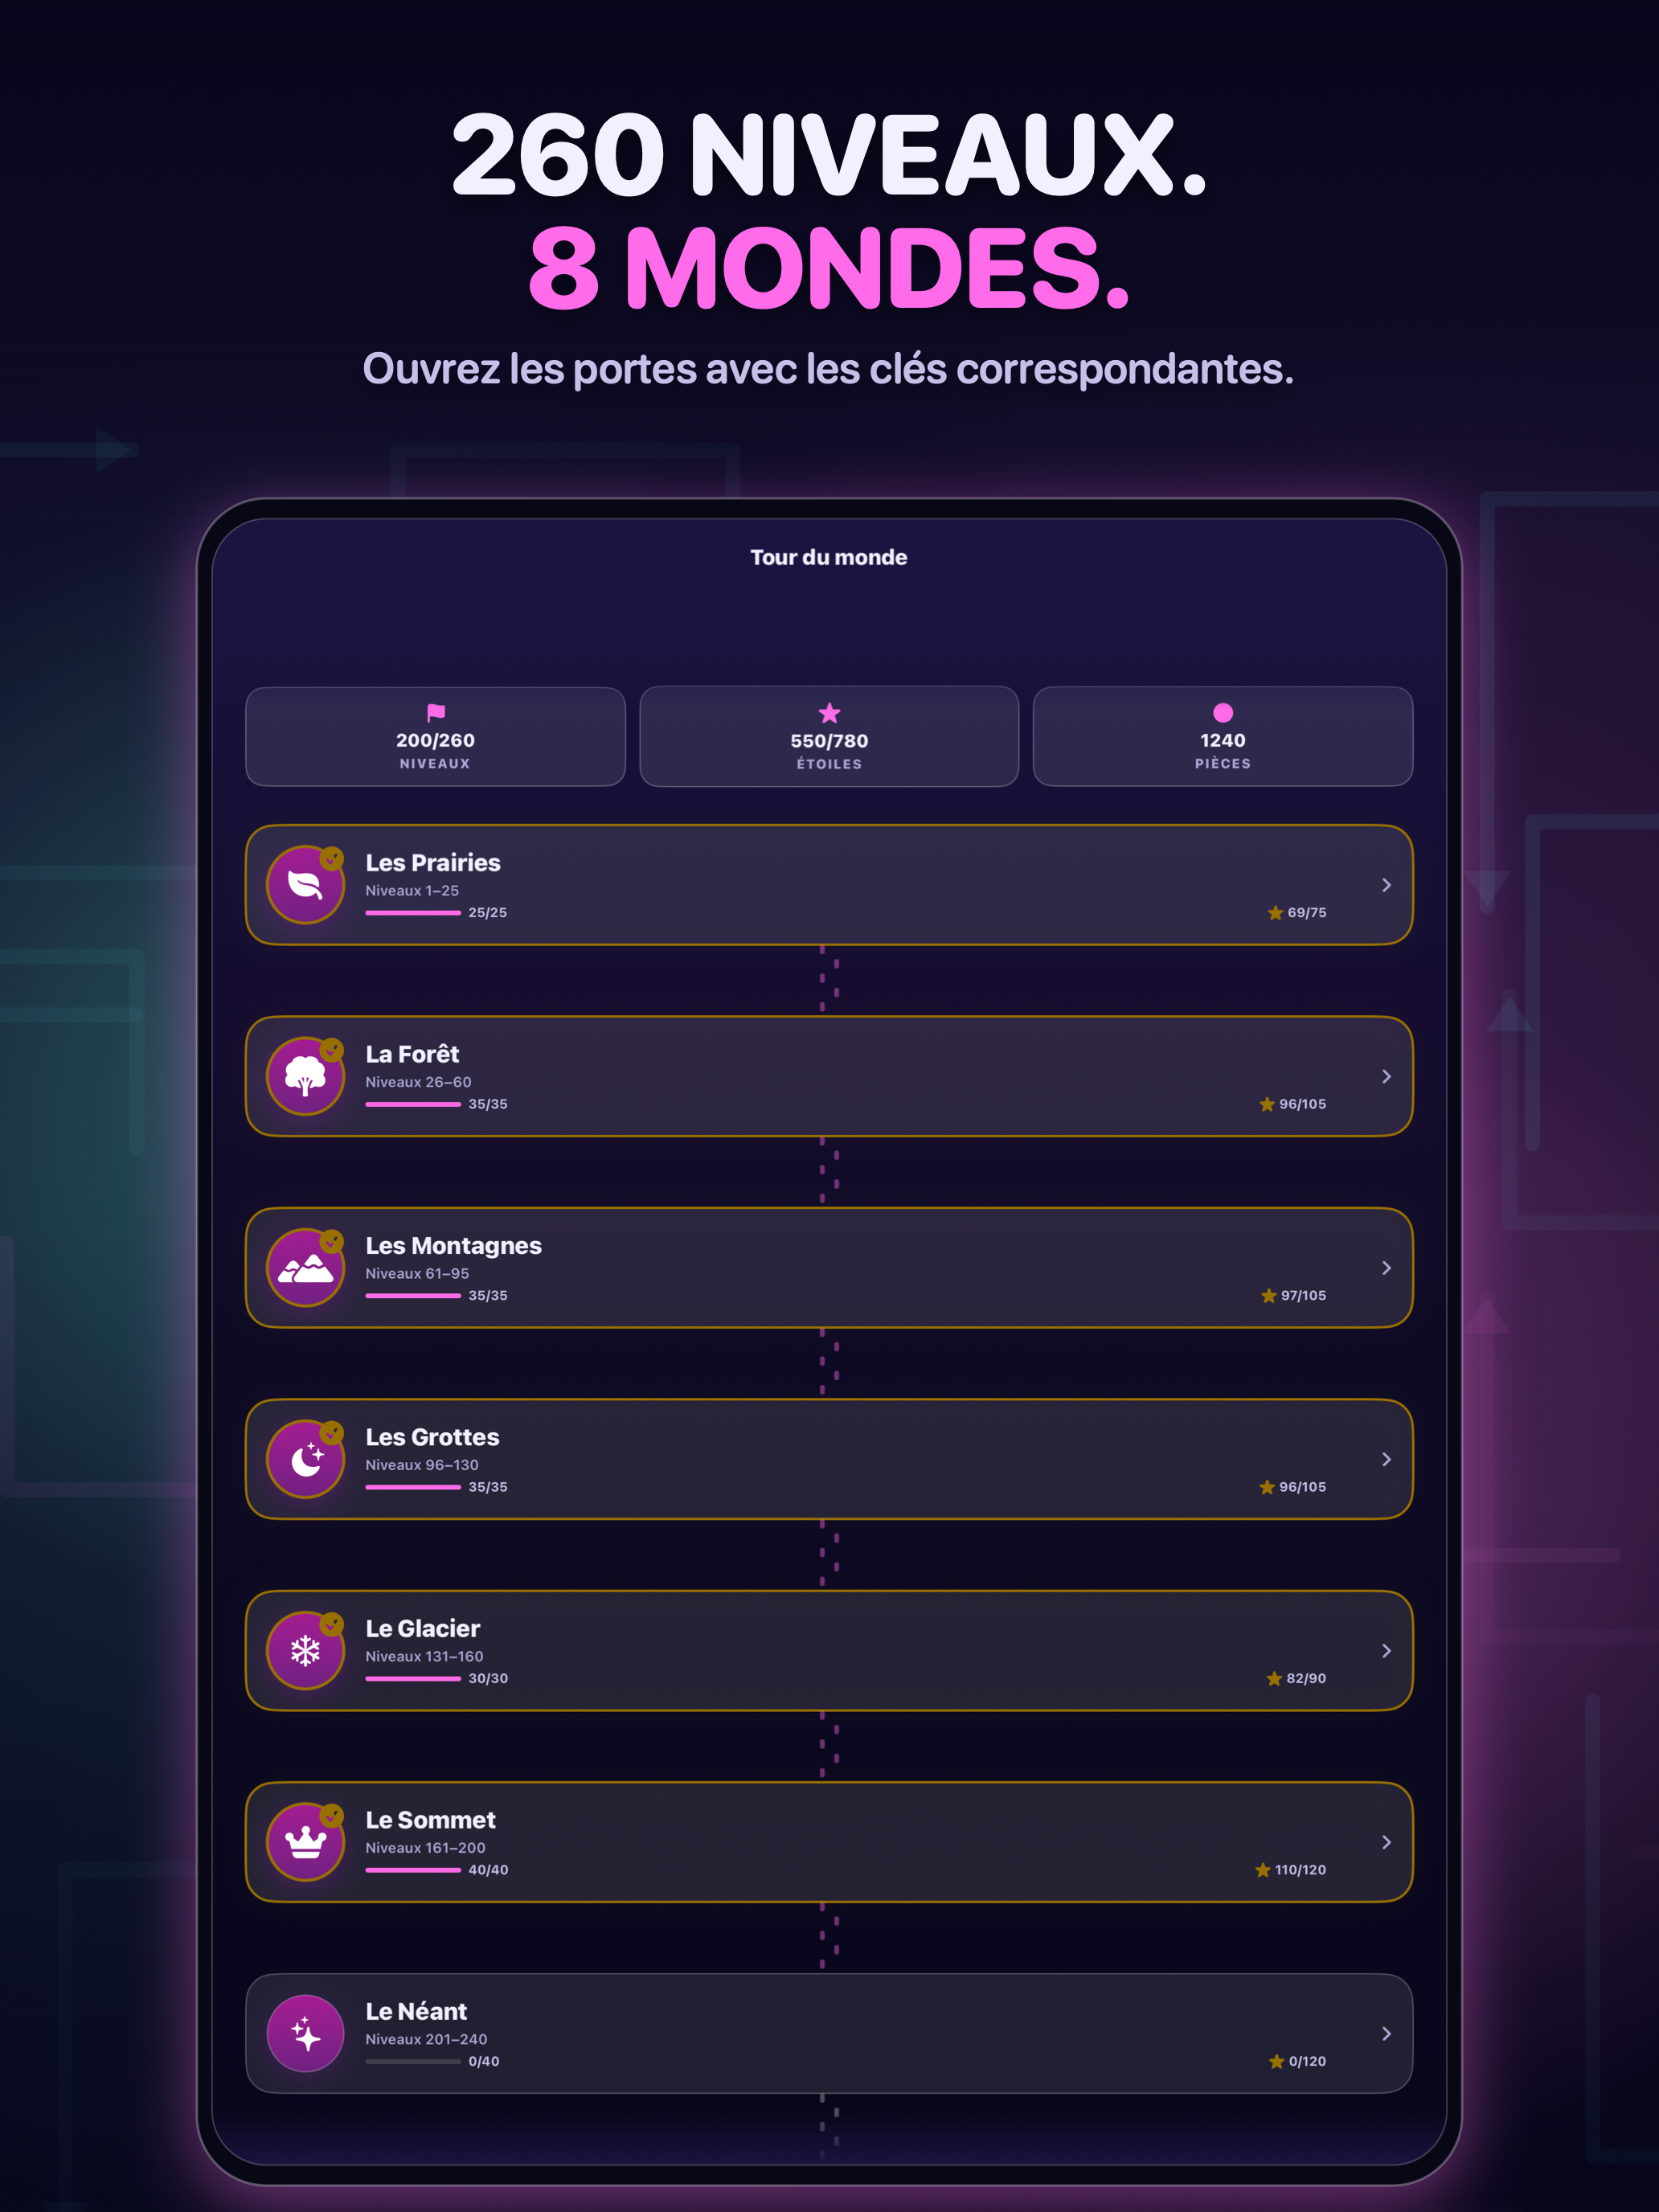 260 NIVEAUX.
8 MONDES.
Ouvrez les portes avec les clés correspondantes.
Tour du monde
200/260
NIVEAUX
550/780
ÉTOILES
1240
PIÈCES
Les Prairies
Niveaux 1–25
25/25
69/75
La Forêt
Niveaux 26–60
35/35
96/105
Les Montagnes
Niveaux 61–95
35/35
97/105
Les Grottes
Niveaux 96–130
35/35
96/105
Le Glacier
Niveaux 131–160
30/30
82/90
Le Sommet
Niveaux 161–200
40/40
110/120
Le Néant
Niveaux 201–240
0/40
0/120